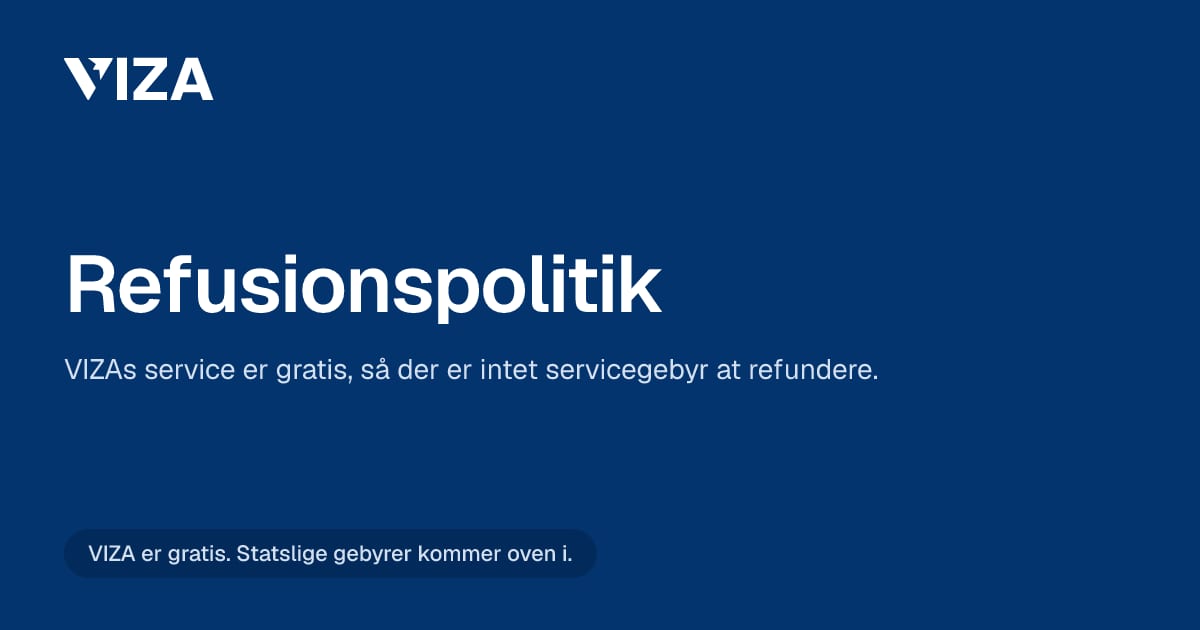 VIZA
Refusionspolitik
VIZAs service er gratis, så der er intet servicegebyr at refundere.
VIZA er gratis. Statslige gebyrer kommer oven i.